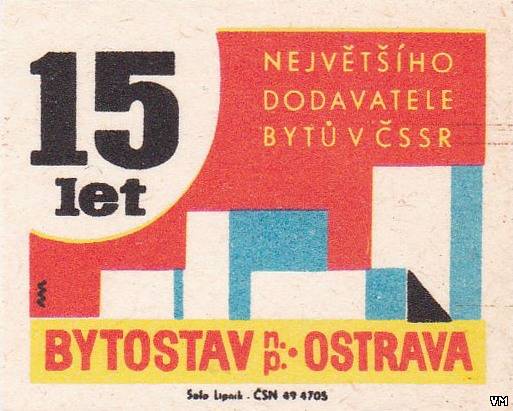 15
let
NEJVĚTŠÍHO
DODAVATELE
BYTŮ V ČSSR
BYTOSTAV n.p. • OSTRAVA
Solo Lipník - ČSN 49 4705
VM